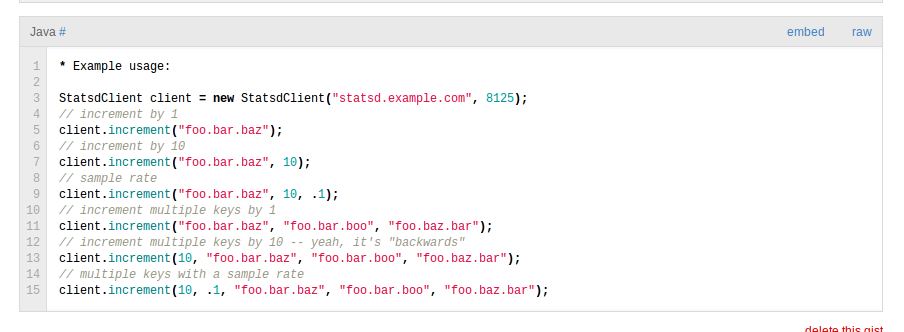 Java # embed raw
1 * Example usage:
2
3 StatsdClient client = new StatsdClient("statsd.example.com", 8125);
4 // increment by 1
5 client.increment("foo.bar.baz");
6 // increment by 10
7 client.increment("foo.bar.baz", 10);
8 // sample rate
9 client.increment("foo.bar.baz", 10, .1);
10 // increment multiple keys by 1
11 client.increment("foo.bar.baz", "foo.bar.boo", "foo.baz.bar");
12 // increment multiple keys by 10 -- yeah, it's "backwards"
13 client.increment(10, "foo.bar.baz", "foo.bar.boo", "foo.baz.bar");
14 // multiple keys with a sample rate
15 client.increment(10, .1, "foo.bar.baz", "foo.bar.boo", "foo.baz.bar");
delete this gist